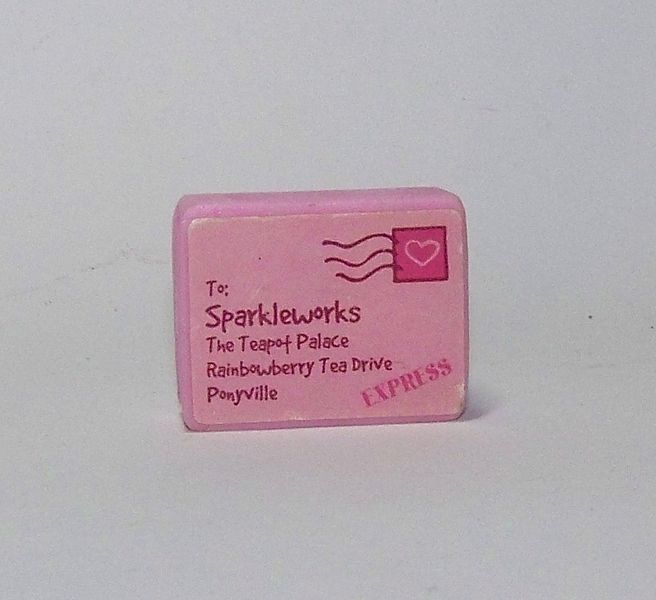 To:
Sparkleworks
The Teapot Palace
Rainbowberry Tea Drive
Ponyville
EXPRESS